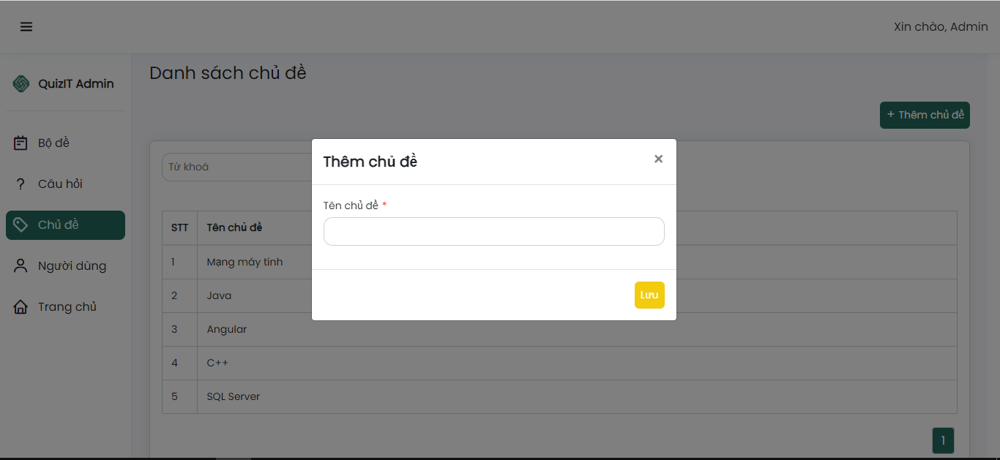 Xin chào, Admin
QuizIT Admin
Bộ đề
Câu hỏi
Chủ đề
Người dùng
Trang chủ
Danh sách chủ đề
+ Thêm chủ đề
Từ khoá
STT Tên chủ đề
1 Mạng máy tính
2 Java
3 Angular
4 C++
5 SQL Server
1
Thêm chủ đề ×
Tên chủ đề *
Lưu